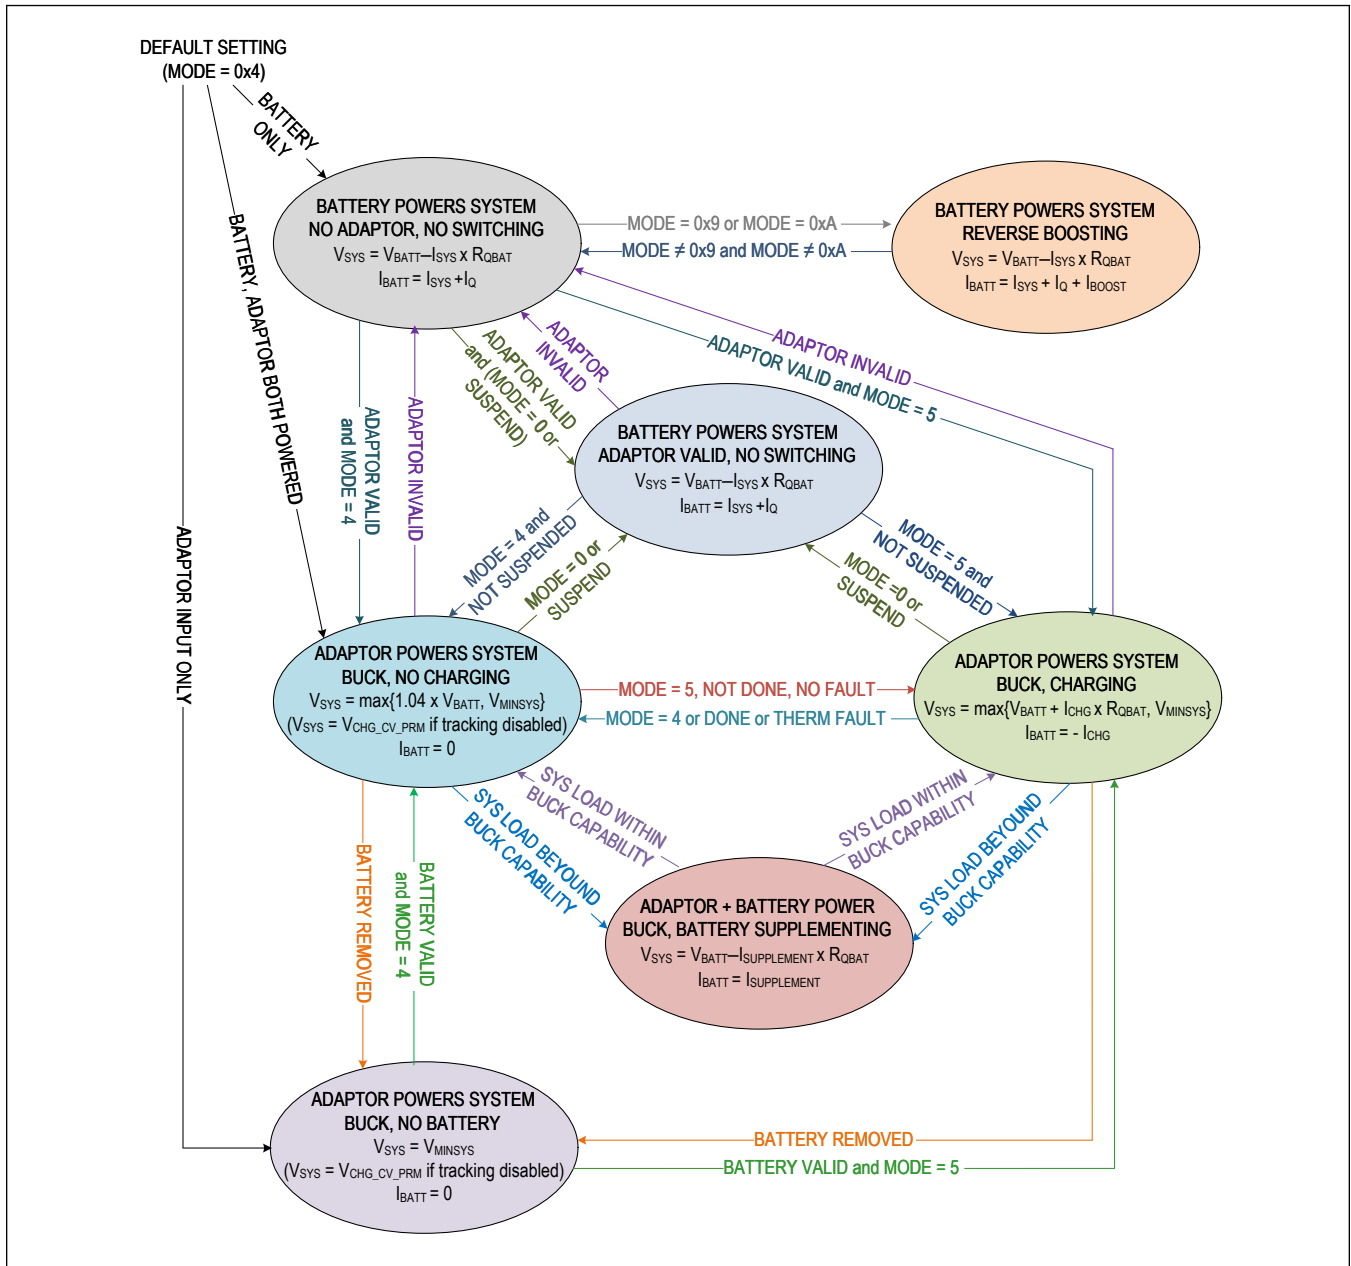 DEFAULT SETTING
(MODE = 0x4)
BATTERY
ONLY
BATTERY, ADAPTOR BOTH POWERED
ADAPTOR INPUT ONLY
BATTERY POWERS SYSTEM
NO ADAPTOR, NO SWITCHING
VSYS = VBATT–ISYS x RQBAT
IBATT = ISYS +IQ
MODE = 0x9 or MODE = 0xA
MODE ≠ 0x9 and MODE ≠ 0xA
BATTERY POWERS SYSTEM
REVERSE BOOSTING
VSYS = VBATT–ISYS x RQBAT
IBATT = ISYS + IQ + IBOOST
ADAPTOR VALID
and MODE = 4
ADAPTOR INVALID
ADAPTOR VALID
and (MODE = 0 or
SUSPEND)
ADAPTOR
INVALID
ADAPTOR INVALID
ADAPTOR VALID and MODE = 5
BATTERY POWERS SYSTEM
ADAPTOR VALID, NO SWITCHING
VSYS = VBATT–ISYS x RQBAT
IBATT = ISYS +IQ
MODE = 4 and
NOT SUSPENDED
MODE = 0 or
SUSPEND
MODE = 5 and
NOT SUSPENDED
MODE =0 or
SUSPEND
ADAPTOR POWERS SYSTEM
BUCK, NO CHARGING
VSYS = max{1.04 x VBATT, VMINSYS}
(VSYS = VCHG_CV_PRM if tracking disabled)
IBATT = 0
MODE = 5, NOT DONE, NO FAULT
MODE = 4 or DONE or THERM FAULT
ADAPTOR POWERS SYSTEM
BUCK, CHARGING
VSYS = max{VBATT + ICHG x RQBAT, VMINSYS}
IBATT = - ICHG
SYS LOAD WITHIN
BUCK CAPABILITY
SYS LOAD BEYOUND
BUCK CAPABILITY
SYS LOAD WITHIN
BUCK CAPABILITY
SYS LOAD BEYOUND
BUCK CAPABILITY
ADAPTOR + BATTERY POWER
BUCK, BATTERY SUPPLEMENTING
VSYS = VBATT–ISUPPLEMENT x RQBAT
IBATT = ISUPPLEMENT
BATTERY REMOVED
BATTERY VALID
and MODE = 4
ADAPTOR POWERS SYSTEM
BUCK, NO BATTERY
VSYS = VMINSYS
(VSYS = VCHG_CV_PRM if tracking disabled)
IBATT = 0
BATTERY REMOVED
BATTERY VALID and MODE = 5